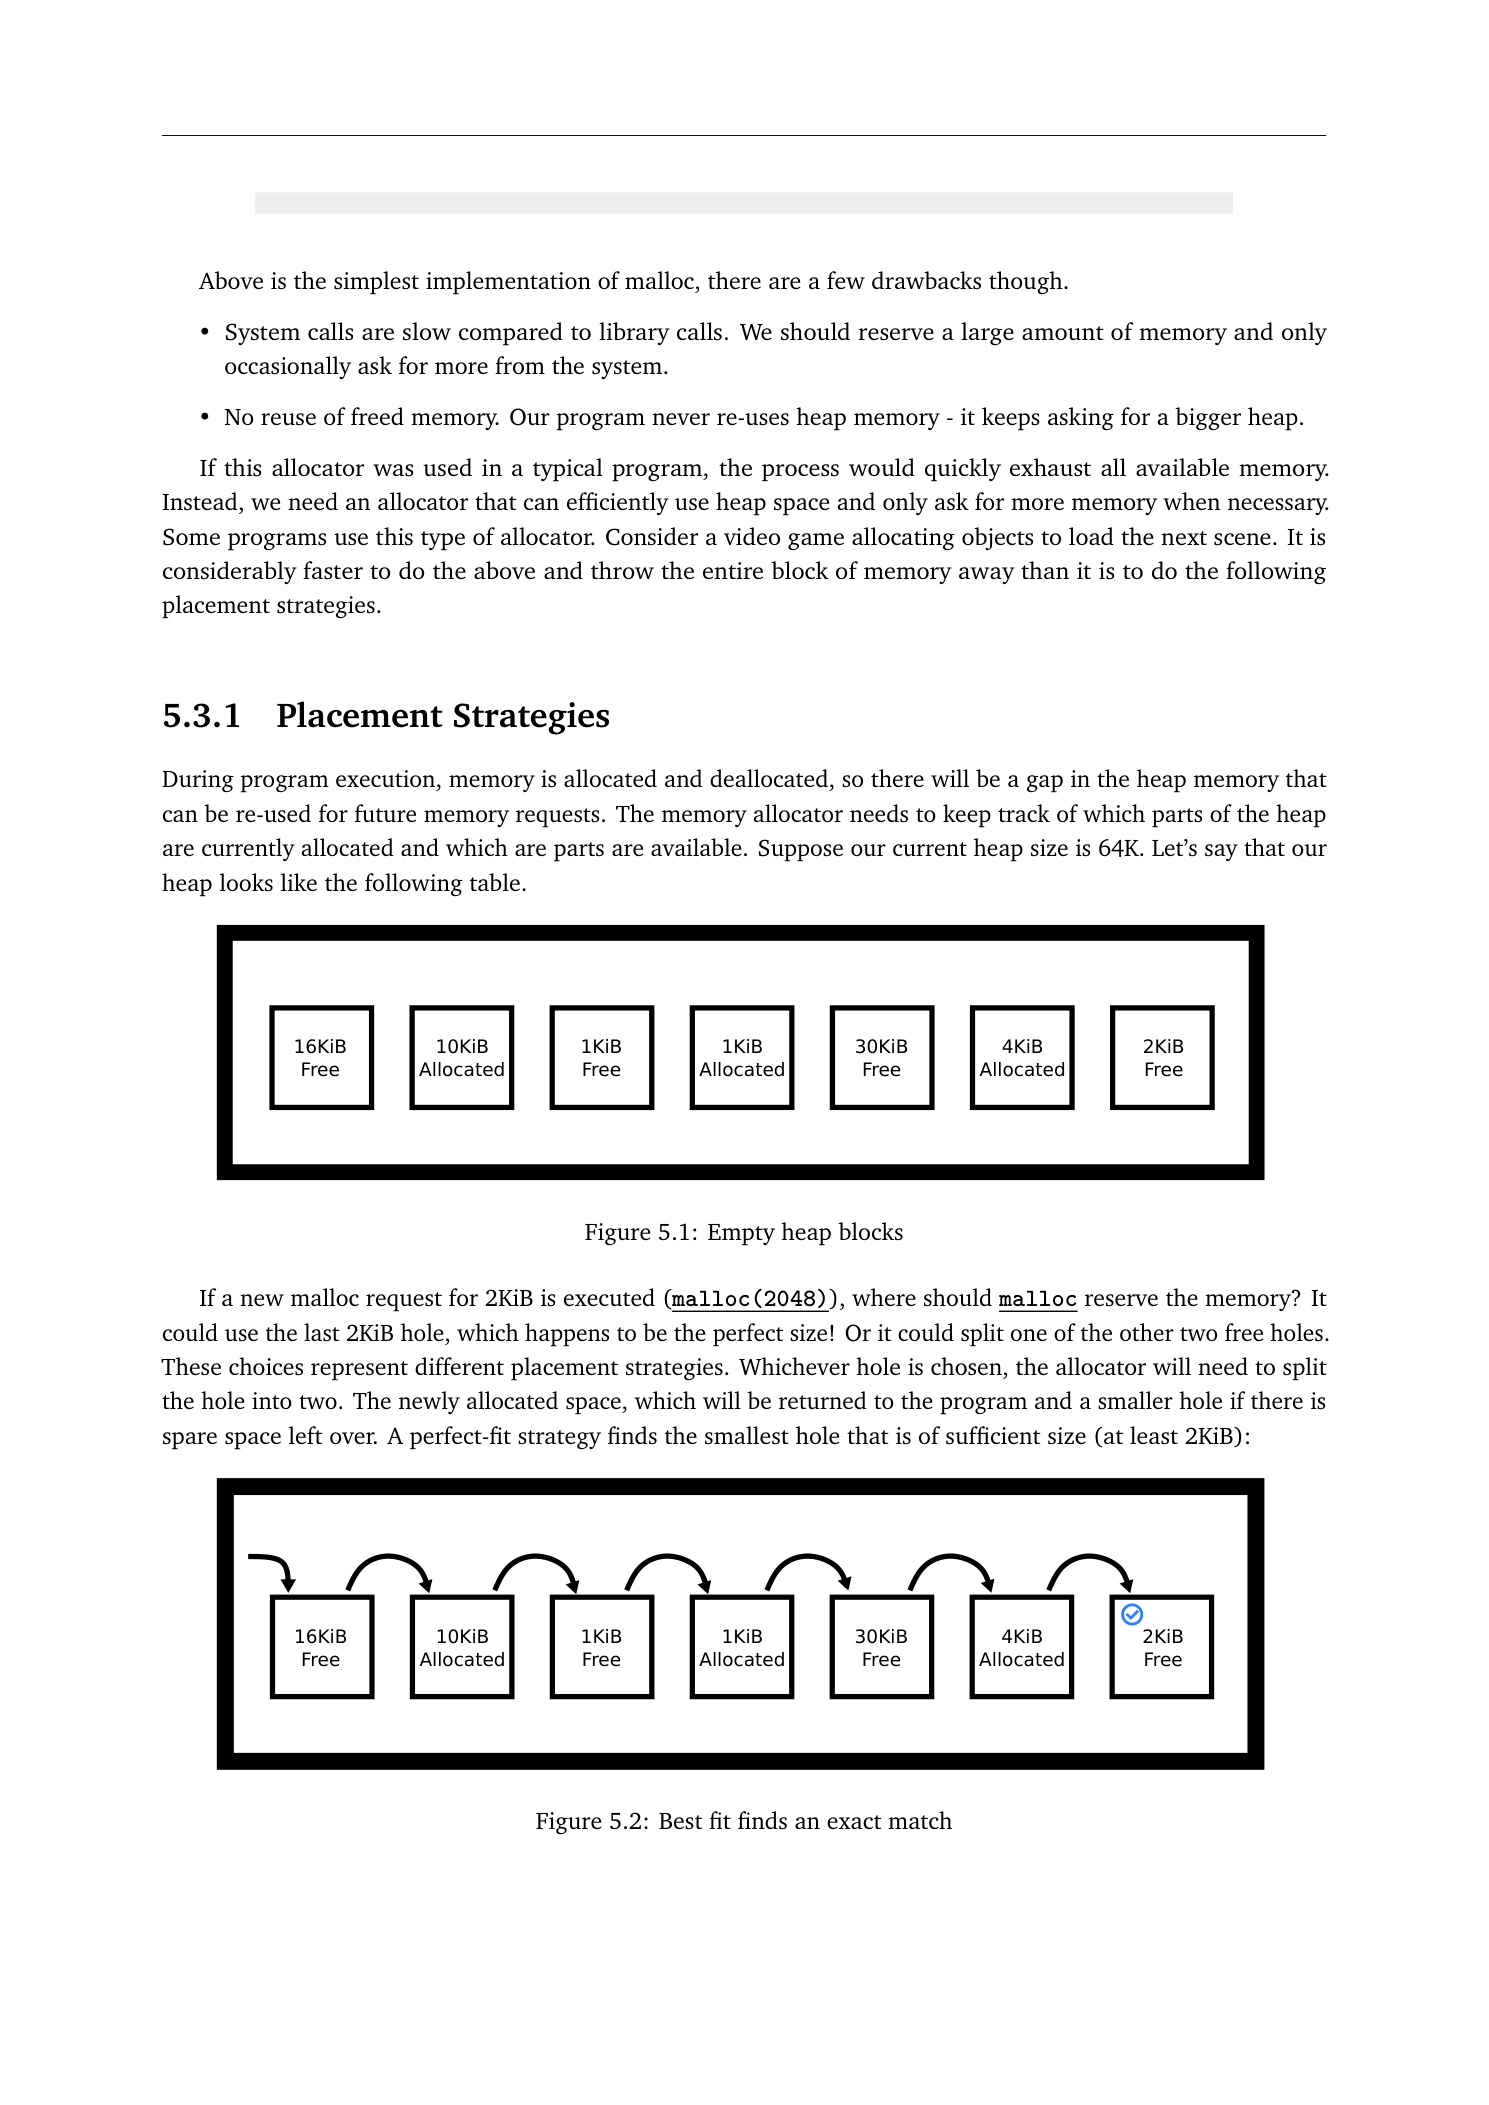 Above is the simplest implementation of malloc, there are a few drawbacks though.
• System calls are slow compared to library calls. We should reserve a large amount of memory and only
occasionally ask for more from the system.
• No reuse of freed memory. Our program never re-uses heap memory - it keeps asking for a bigger heap.
If this allocator was used in a typical program, the process would quickly exhaust all available memory.
Instead, we need an allocator that can efficiently use heap space and only ask for more memory when necessary.
Some programs use this type of allocator. Consider a video game allocating objects to load the next scene. It is
considerably faster to do the above and throw the entire block of memory away than it is to do the following
placement strategies.
5.3.1 Placement Strategies
During program execution, memory is allocated and deallocated, so there will be a gap in the heap memory that
can be re-used for future memory requests. The memory allocator needs to keep track of which parts of the heap
are currently allocated and which are parts are available. Suppose our current heap size is 64K. Let's say that our
heap looks like the following table.
16KiB 10KiB 1KiB 1KiB 30KiB 4KiB 2KiB
Free Allocated Free Allocated Free Allocated Free
Figure 5.1: Empty heap blocks
If a new malloc request for 2KiB is executed (malloc(2048)), where should malloc reserve the memory? It
could use the last 2KiB hole, which happens to be the perfect size! Or it could split one of the other two free holes.
These choices represent different placement strategies. Whichever hole is chosen, the allocator will need to split
the hole into two. The newly allocated space, which will be returned to the program and a smaller hole if there is
spare space left over. A perfect-fit strategy finds the smallest hole that is of sufficient size (at least 2KiB):
16KiB 10KiB 1KiB 1KiB 30KiB 4KiB 2KiB
Free Allocated Free Allocated Free Allocated Free
Figure 5.2: Best fit finds an exact match